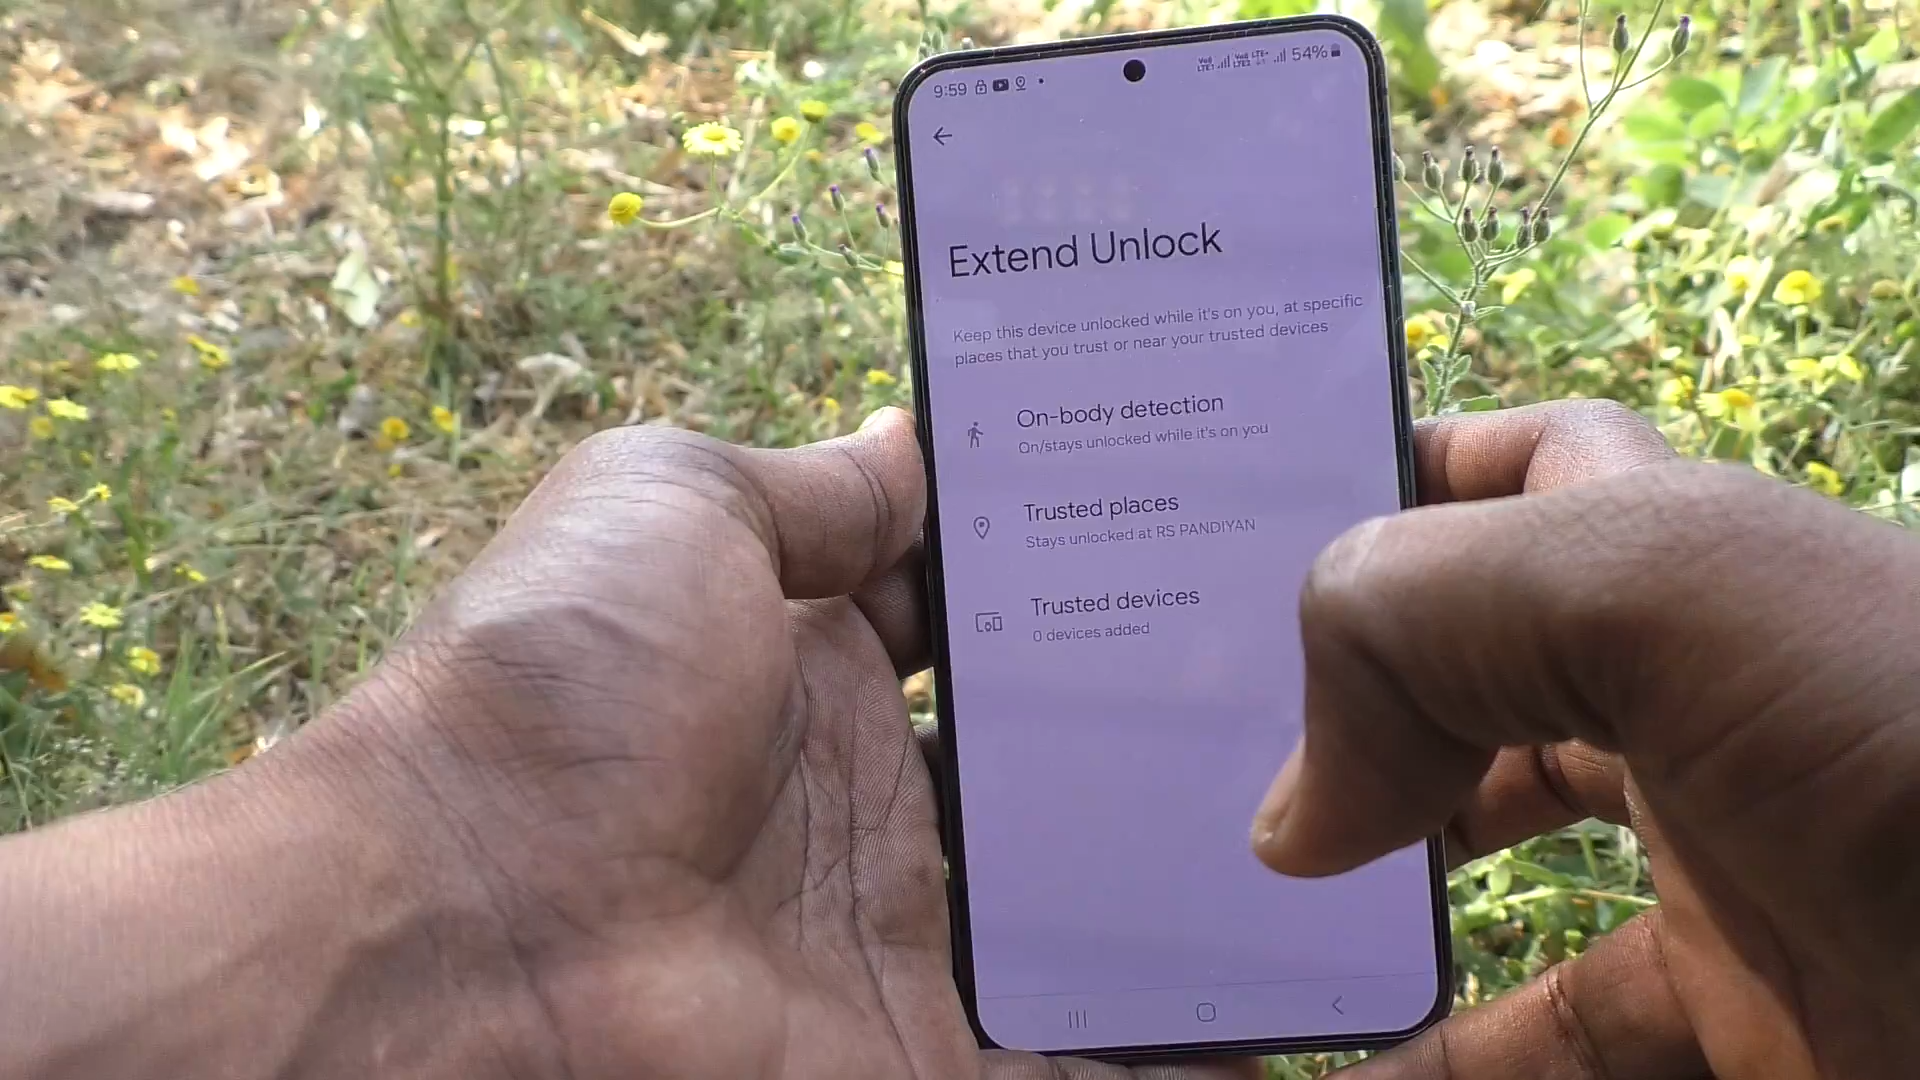 9:59
54%
Extend Unlock
Keep this device unlocked while it's on you, at specific
places that you trust or near your trusted devices
On-body detection
On/stays unlocked while it's on you
Trusted places
Stays unlocked at RS PANDIYAN
Trusted devices
0 devices added